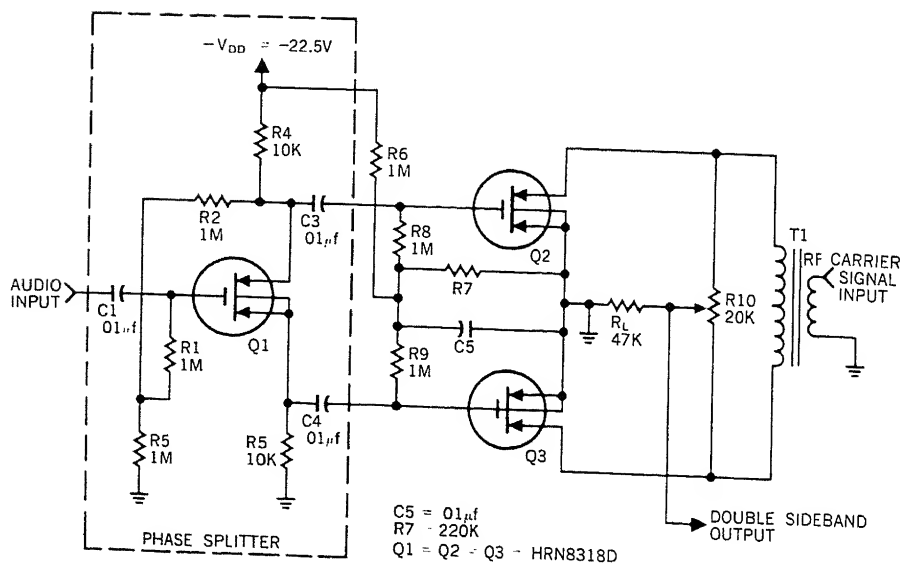 −V_DD = −22.5V
R4
10K
R6
1M
R2
1M
C3
01μf
R8
1M
Q2
T1
AUDIO
INPUT
C1
01μf
Q1
R7
RF CARRIER
SIGNAL
INPUT
R_L
47K
R10
20K
R1
1M
C5
R9
1M
C4
01μf
Q3
R5
1M
R5
10K
C5 = 01μf
R7 - 220K
Q1 = Q2 - Q3 - HRN8318D
DOUBLE SIDEBAND
OUTPUT
PHASE SPLITTER